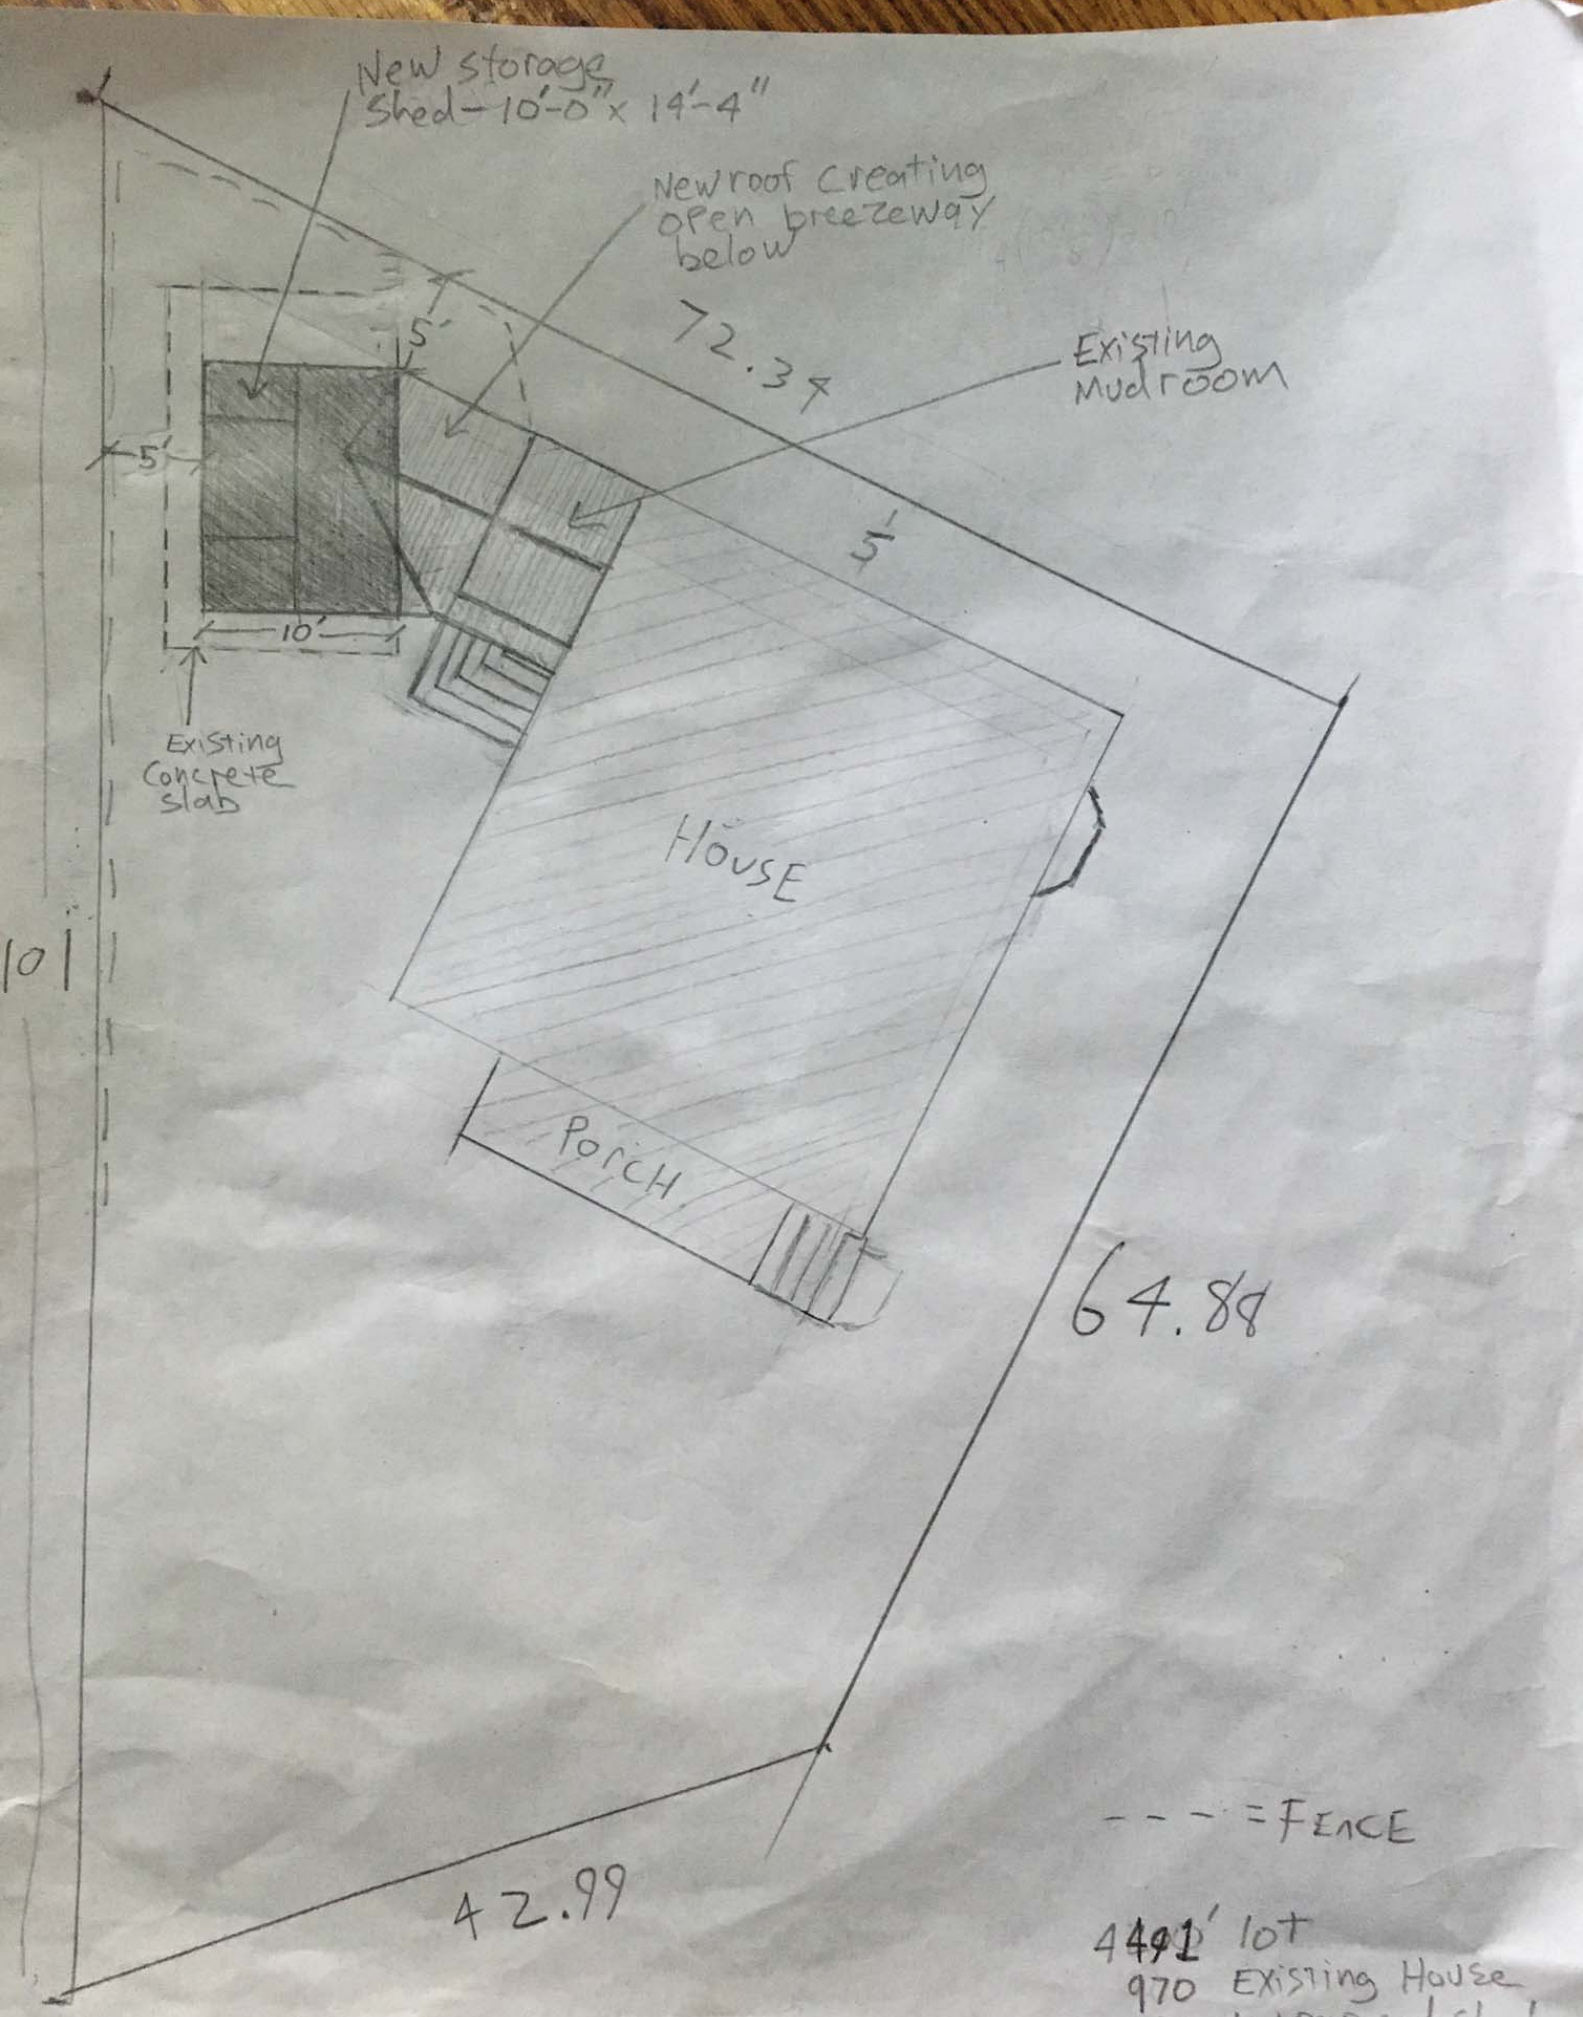 New storage
Shed-10'-0" x 14'-4"
New roof creating
open breezeway
below
72.34
Existing
Mudroom
5'
5'
5'
10'
Existing
Concrete
slab
HOUSE
101
PORCH
64.88
42.99
---- = FENCE
4491' lot
970 Existing House